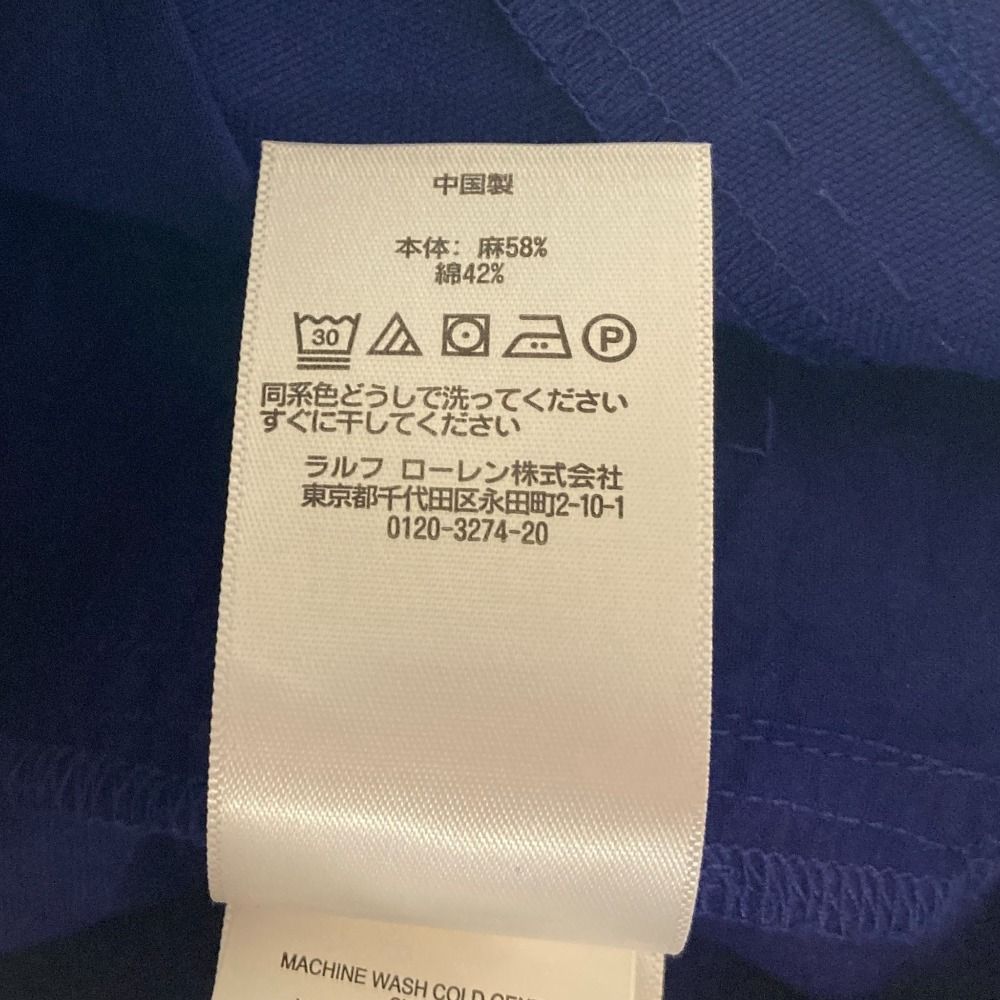 中国製
本体: 麻58%
綿42%
30
P
同系色どうしで洗ってください
すぐに干してください
ラルフ ローレン株式会社
東京都千代田区永田町2-10-1
0120-3274-20
MACHINE WASH COLD